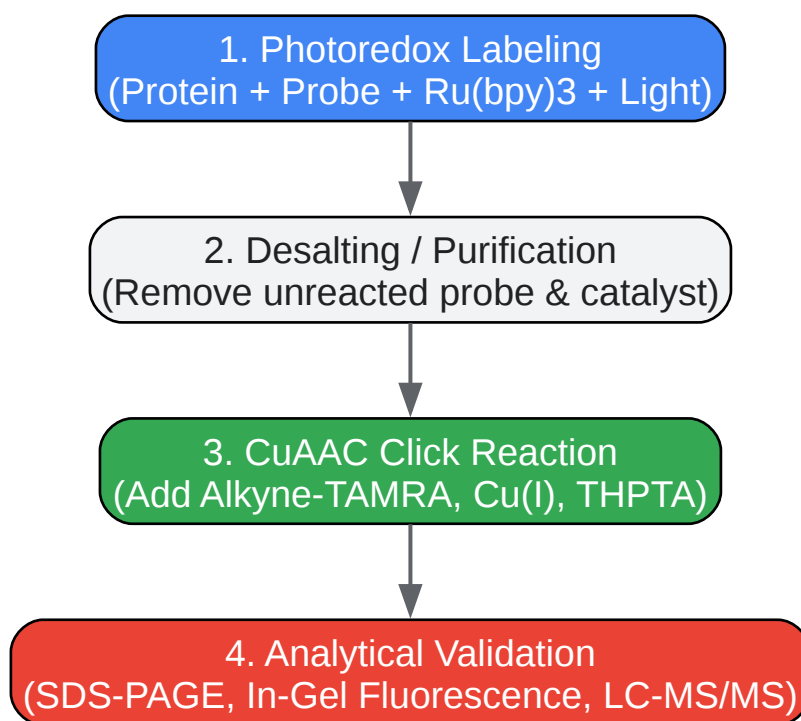 1. Photoredox Labeling
(Protein + Probe + Ru(bpy)3 + Light)
2. Desalting / Purification
(Remove unreacted probe & catalyst)
3. CuAAC Click Reaction
(Add Alkyne-TAMRA, Cu(I), THPTA)
4. Analytical Validation
(SDS-PAGE, In-Gel Fluorescence, LC-MS/MS)